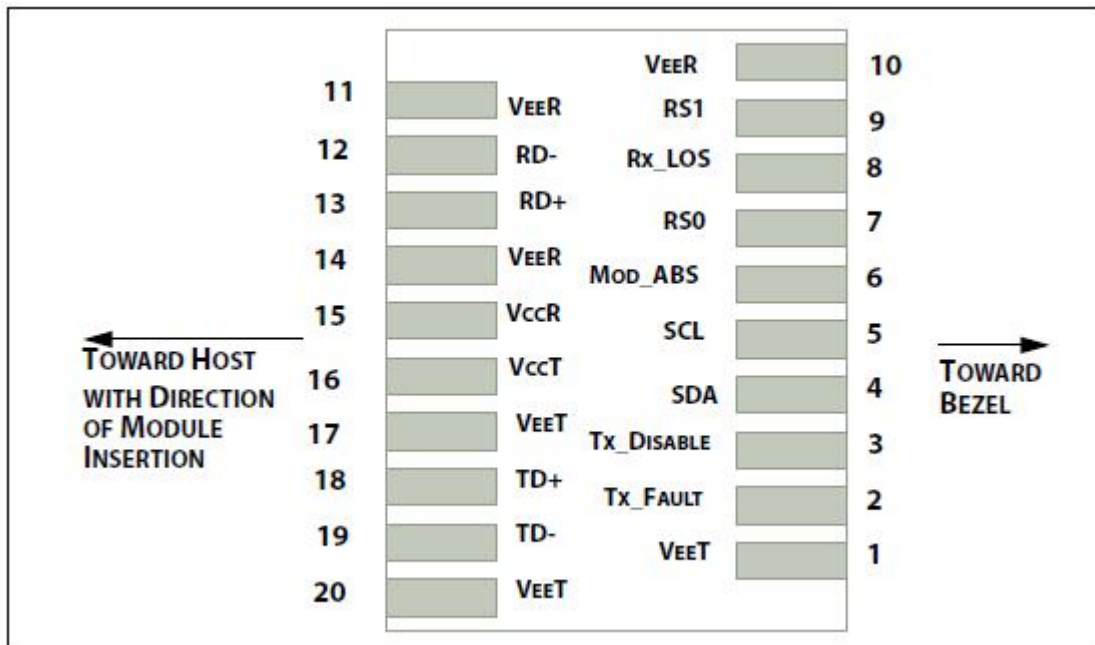 VEER 10
11 VEER RS1 9
12 RD- RX_LOS 8
13 RD+ RS0 7
14 VEER MOD_ABS 6
15 VCCR SCL 5
TOWARD HOST
WITH DIRECTION
OF MODULE
INSERTION
TOWARD
BEZEL
16 VCCT SDA 4
17 VEET TX_DISABLE 3
18 TD+ TX_FAULT 2
19 TD- VEET 1
20 VEET